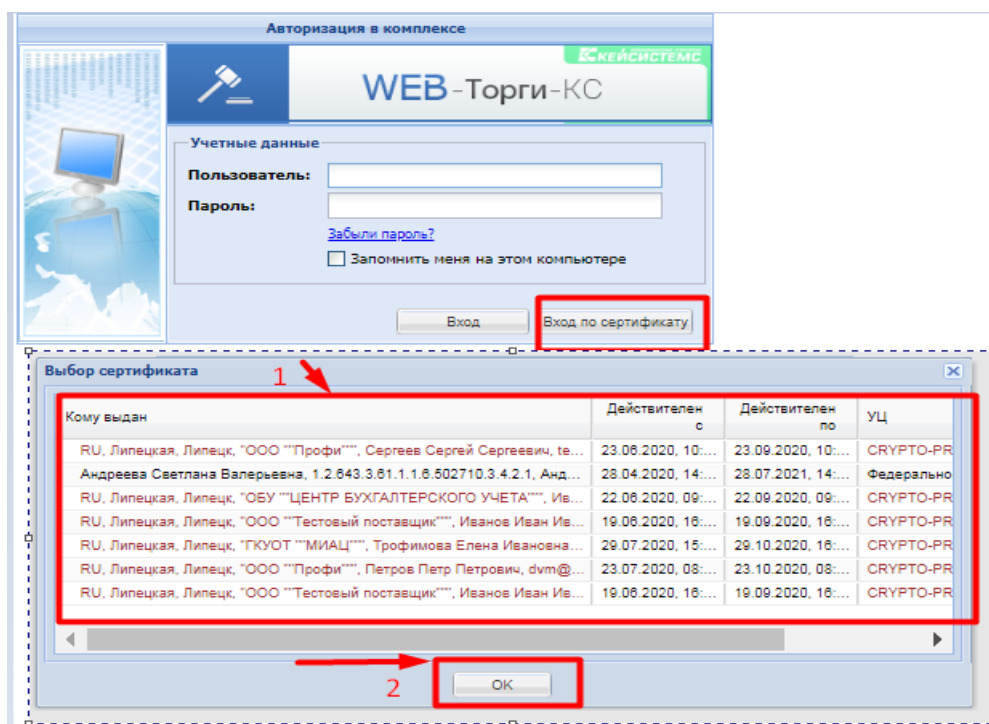 Авторизация в комплексе
КЕЙСИСТЕМС
WEB-Торги-КС
Учетные данные
Пользователь:
Пароль:
Забыли пароль?
Запомнить меня на этом компьютере
Вход Вход по сертификату
Выбор сертификата
1
Кому выдан Действителен с Действителен по УЦ
RU, Липецкая, Липецк, "ООО ""Профи""", Сергеев Сергей Сергеевич, te... 23.06.2020, 10:... 23.09.2020, 10:... CRYPTO-PR
Андреева Светлана Валерьевна, 1.2.643.3.61.1.1.6.502710.3.4.2.1, Анд... 28.04.2020, 14:... 28.07.2021, 14:... Федерально
RU, Липецкая, Липецк, "ОБУ ""ЦЕНТР БУХГАЛТЕРСКОГО УЧЕТА""", Ив... 22.06.2020, 09:... 22.09.2020, 09:... CRYPTO-PR
RU, Липецкая, Липецк, "ООО ""Тестовый поставщик""", Иванов Иван Ив... 19.06.2020, 16:... 19.09.2020, 16:... CRYPTO-PR
RU, Липецкая, Липецк, "ГКУОТ ""МИАЦ""", Трофимова Елена Ивановна... 29.07.2020, 15:... 29.10.2020, 16:... CRYPTO-PR
RU, Липецкая, Липецк, "ООО ""Профи""", Петров Петр Петрович, dvm@... 23.07.2020, 08:... 23.10.2020, 08:... CRYPTO-PR
RU, Липецкая, Липецк, "ООО ""Тестовый поставщик""", Иванов Иван Ив... 19.06.2020, 16:... 19.09.2020, 16:... CRYPTO-PR
2
OK